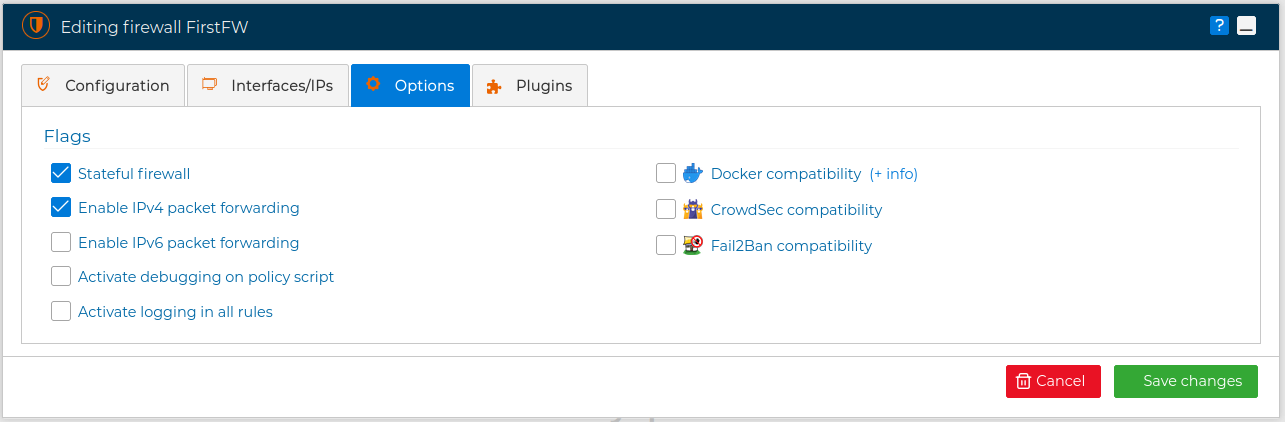 Editing firewall FirstFW
?
Configuration
Interfaces/IPs
Options
Plugins
Flags
Stateful firewall
Enable IPv4 packet forwarding
Enable IPv6 packet forwarding
Activate debugging on policy script
Activate logging in all rules
Docker compatibility (+ info)
CrowdSec compatibility
Fail2Ban compatibility
Cancel
Save changes